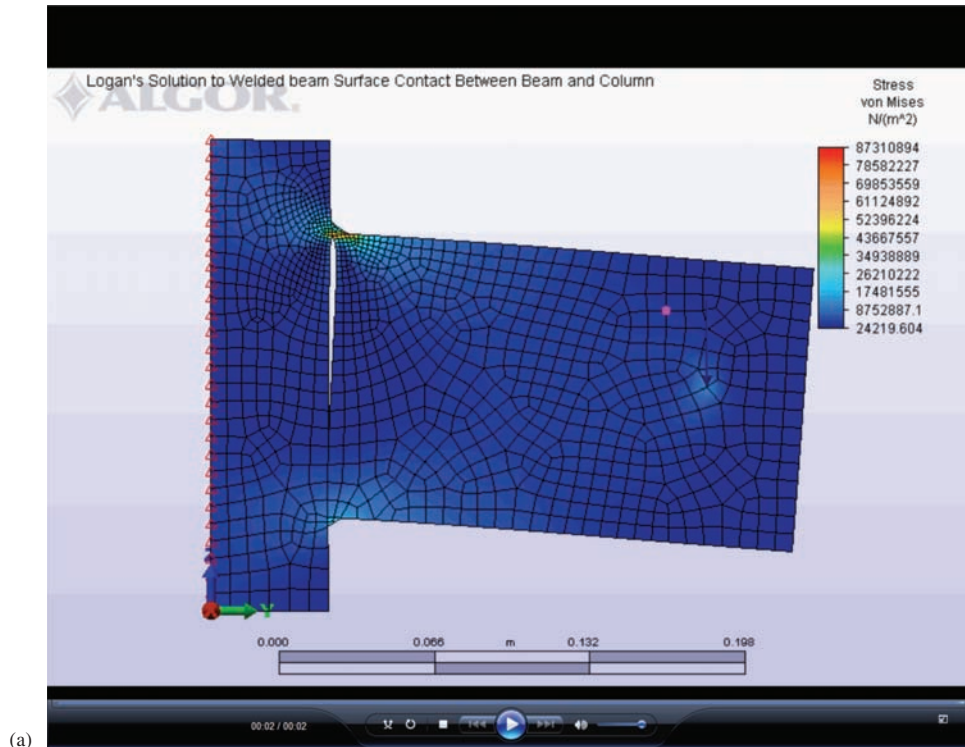 Logan's Solution to Welded beam Surface Contact Between Beam and Column
ALGOR.
Stress
von Mises
N/(m^2)
87310894
78582227
69853559
61124892
52396224
43667557
34938889
26210222
17481555
8752887.1
24219.604
Y
0.000 0.066 m 0.132 0.198
00:02 / 00:02
(a)